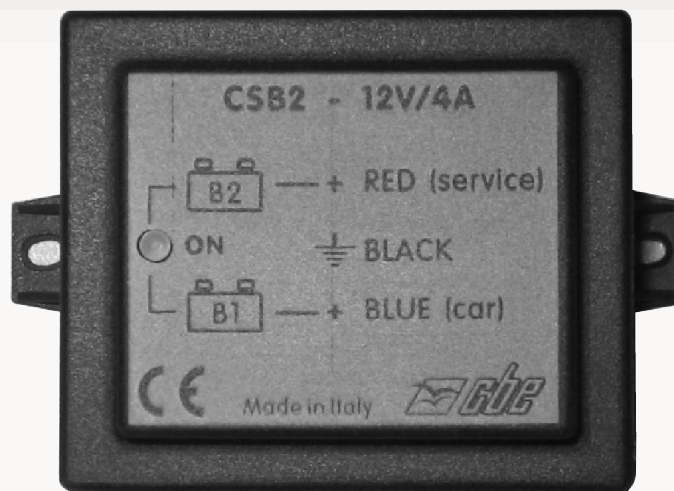 CSB2 - 12V/4A
B2 + RED (service)
ON BLACK
B1 + BLUE (car)
CE Made in Italy cbe